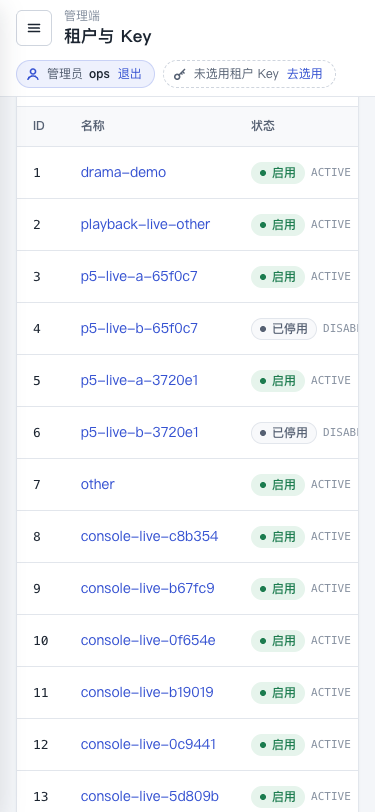 管理端
租户与 Key
管理员 ops 退出 未选用租户 Key 去选用
ID 名称 状态
1 drama-demo 启用 ACTIVE
2 playback-live-other 启用 ACTIVE
3 p5-live-a-65f0c7 启用 ACTIVE
4 p5-live-b-65f0c7 已停用 DISAB
5 p5-live-a-3720e1 启用 ACTIVE
6 p5-live-b-3720e1 已停用 DISAB
7 other 启用 ACTIVE
8 console-live-c8b354 启用 ACTIVE
9 console-live-b67fc9 启用 ACTIVE
10 console-live-0f654e 启用 ACTIVE
11 console-live-b19019 启用 ACTIVE
12 console-live-0c9441 启用 ACTIVE
13 console-live-5d809b 启用 ACTIVE